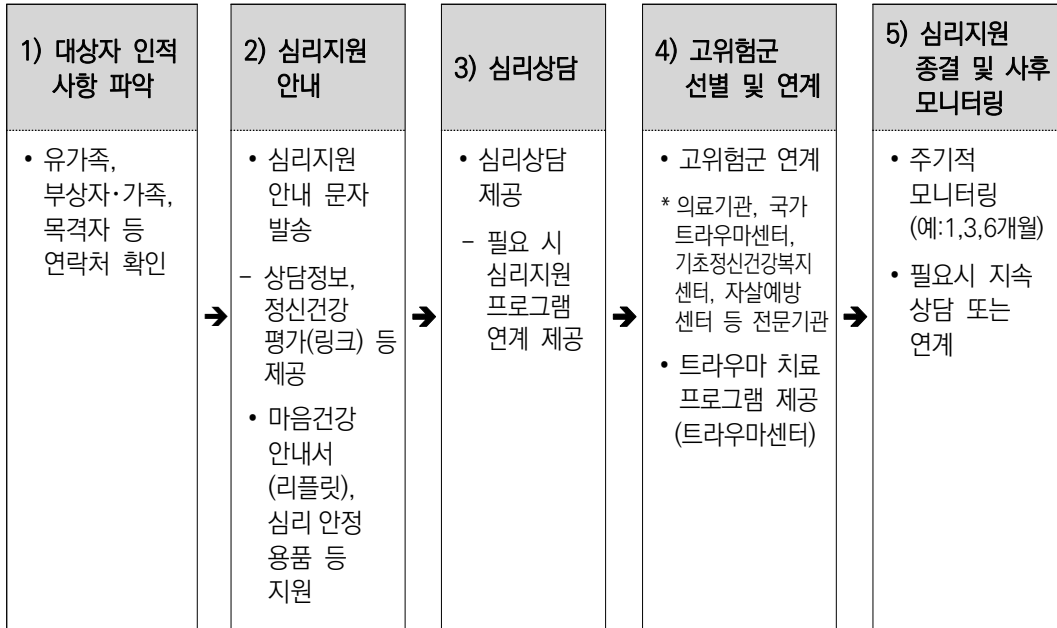 1) 대상자 인적
사항 파악
• 유가족,
부상자·가족,
목격자 등
연락처 확인
➔
2) 심리지원
안내
• 심리지원
안내 문자
발송
- 상담정보,
정신건강
평가(링크) 등
제공
• 마음건강
안내서
(리플릿),
심리 안정
용품 등
지원
➔
3) 심리상담
• 심리상담
제공
- 필요 시
심리지원
프로그램
연계 제공
➔
4) 고위험군
선별 및 연계
• 고위험군 연계
* 의료기관, 국가
트라우마센터,
기초정신건강복지
센터, 자살예방
센터 등 전문기관
• 트라우마 치료
프로그램 제공
(트라우마센터)
➔
5) 심리지원
종결 및 사후
모니터링
• 주기적
모니터링
(예:1,3,6개월)
• 필요시 지속
상담 또는
연계